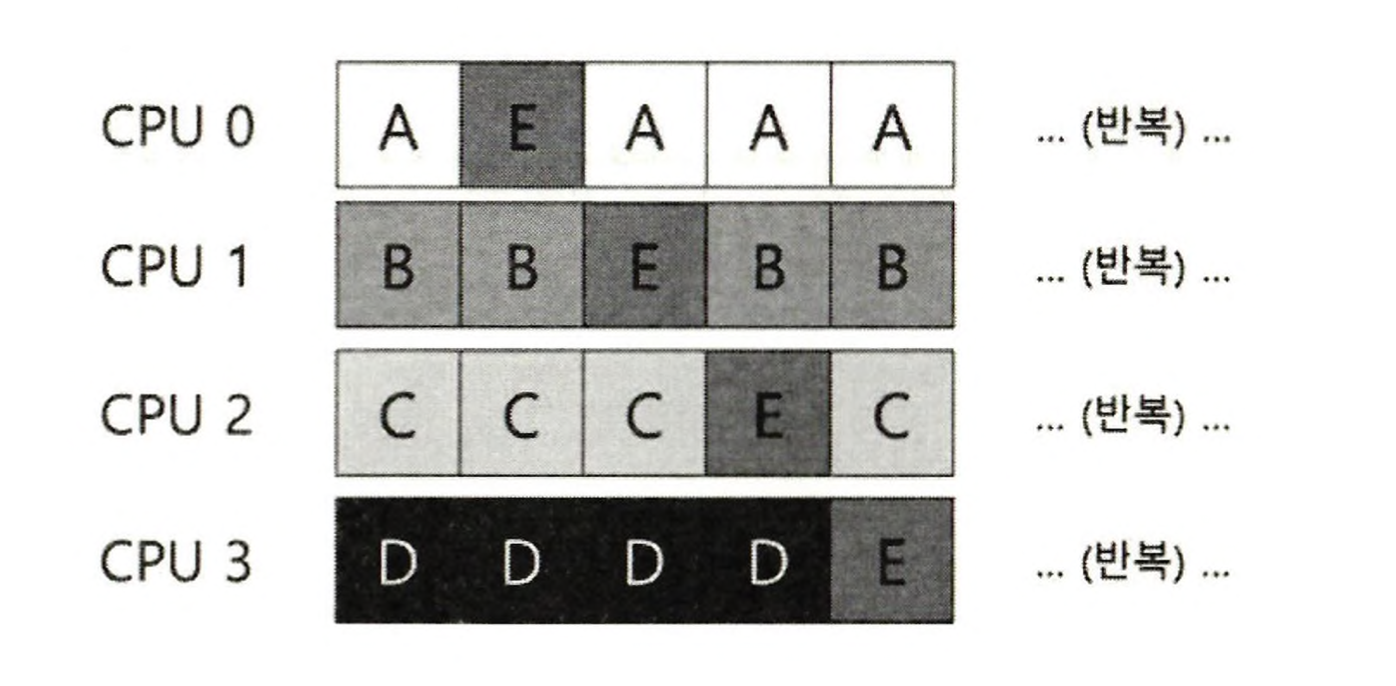 CPU 0 A E A A A ... (반복) ...
CPU 1 B B E B B ... (반복) ...
CPU 2 C C C E C ... (반복) ...
CPU 3 D D D D E ... (반복) ...